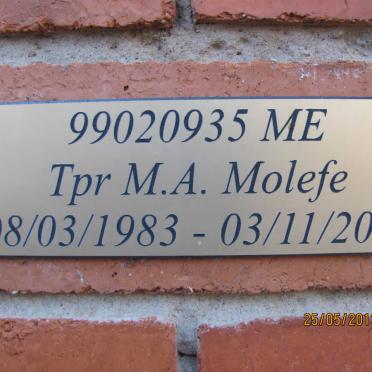 99020935 ME
Tpr M.A. Molefe
08/03/1983 - 03/11/20
25/05/201